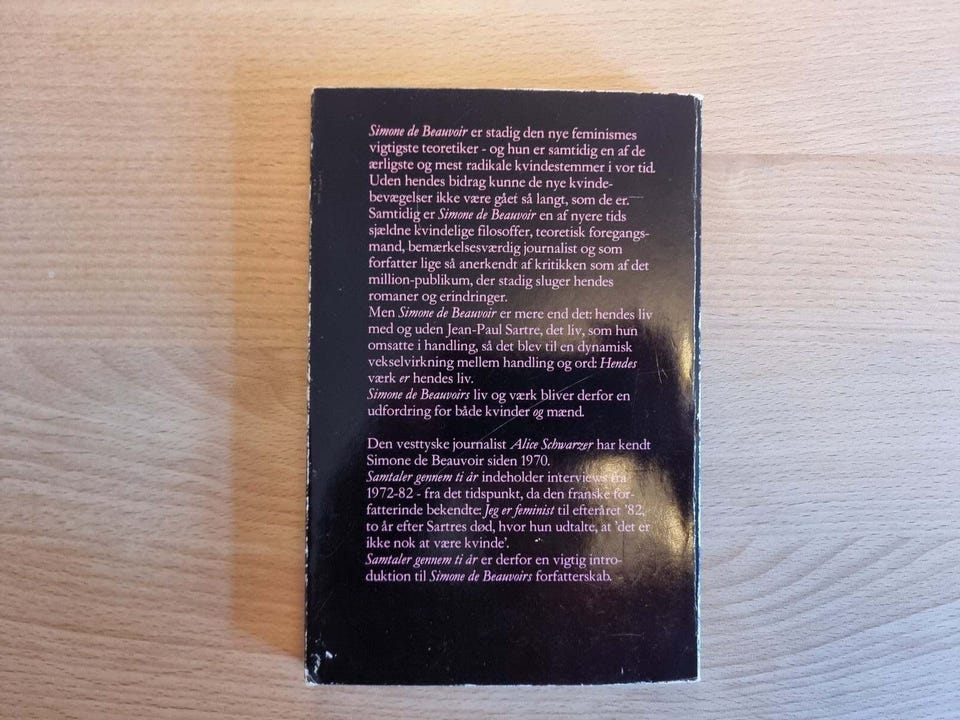 Simone de Beauvoir er stadig den nye feminismes
vigtigste teoretiker - og hun er samtidig en af de
ærligste og mest radikale kvindestemmer i vor tid.
Uden hendes bidrag kunne de nye kvinde-
bevægelser ikke være gået så langt, som de er.
Samtidig er Simone de Beauvoir en af nyere tids
sjældne kvindelige filosoffer, teoretisk foregangs-
mand, bemærkelsesværdig journalist og som
forfatter lige så anerkendt af kritikken som af det
million-publikum, der stadig sluger hendes
romaner og erindringer.
Men Simone de Beauvoir er mere end det: hendes liv
med og uden Jean-Paul Sartre, det liv, som hun
omsatte i handling, så det blev til en dynamisk
vekselvirkning mellem handling og ord: Hendes
værk er hendes liv.
Simone de Beauvoirs liv og værk bliver derfor en
udfordring for både kvinder og mænd.
Den vesttyske journalist Alice Schwarzer har kendt
Simone de Beauvoir siden 1970.
Samtaler gennem ti år indeholder interviews fra
1972-82 - fra det tidspunkt, da den franske for-
fatterinde bekendte: Jeg er feminist til efteråret '82,
to år efter Sartres død, hvor hun udtalte, at 'det er
ikke nok at være kvinde'.
Samtaler gennem ti år er derfor en vigtig intro-
duktion til Simone de Beauvoirs forfatterskab.